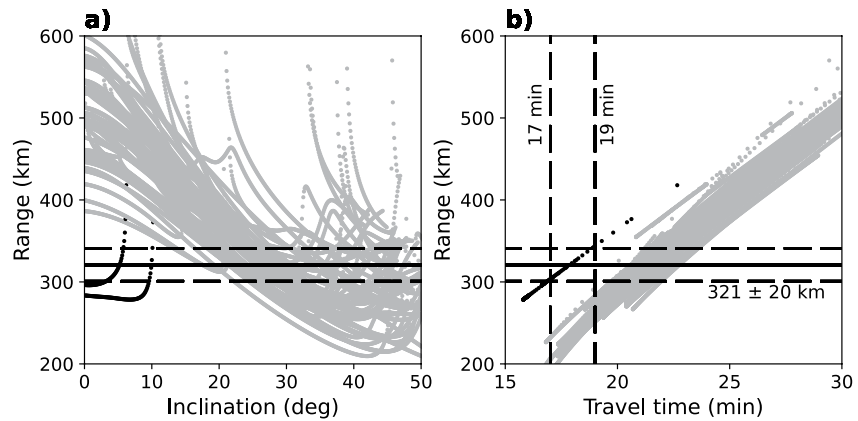 a)
600
500
400
300
200
Range (km)
0
10
20
30
40
50
Inclination (deg)
b)
600
500
400
300
200
Range (km)
17 min
19 min
321 ± 20 km
15
20
25
30
Travel time (min)